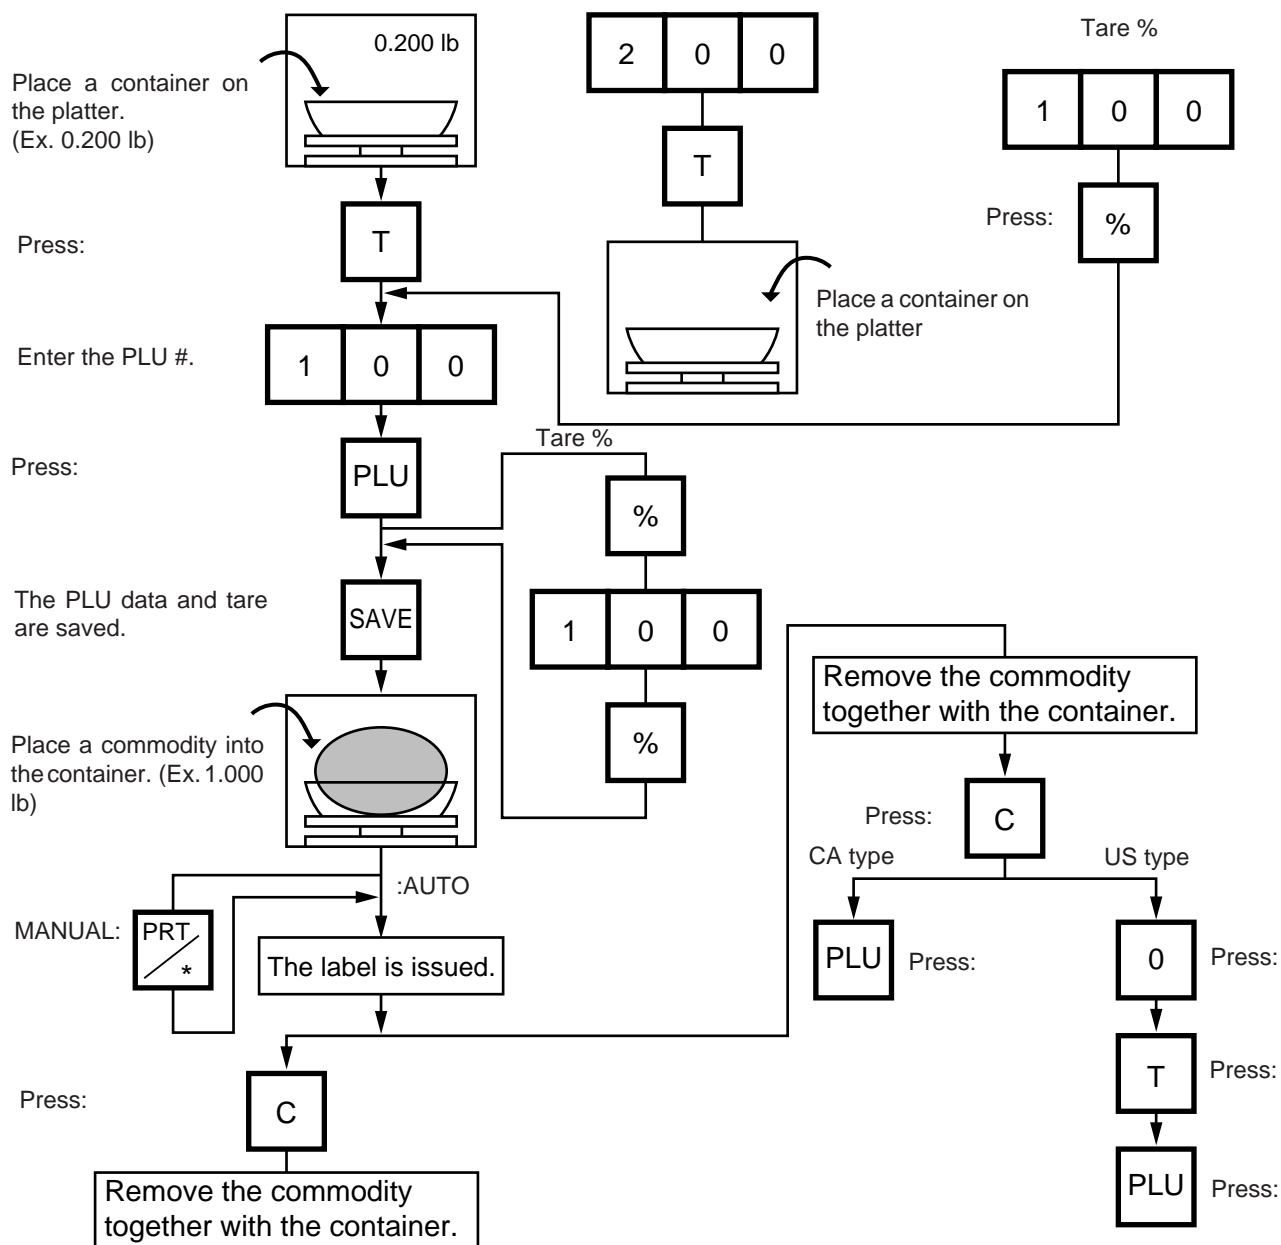 0.200 lb
Place a container on
the platter.
(Ex. 0.200 lb)
Press:
T
Enter the PLU #.
1 0 0
Press:
PLU
The PLU data and tare
are saved.
SAVE
Place a commodity into
the container. (Ex. 1.000
lb)
:AUTO
MANUAL:
PRT
*
The label is issued.
Press:
C
Remove the commodity
together with the container.
2 0 0
T
Place a container on
the platter
Tare %
1 0 0
Press:
%
Tare %
%
1 0 0
%
Remove the commodity
together with the container.
Press:
C
CA type
US type
PLU
Press:
0
Press:
T
Press:
PLU
Press: